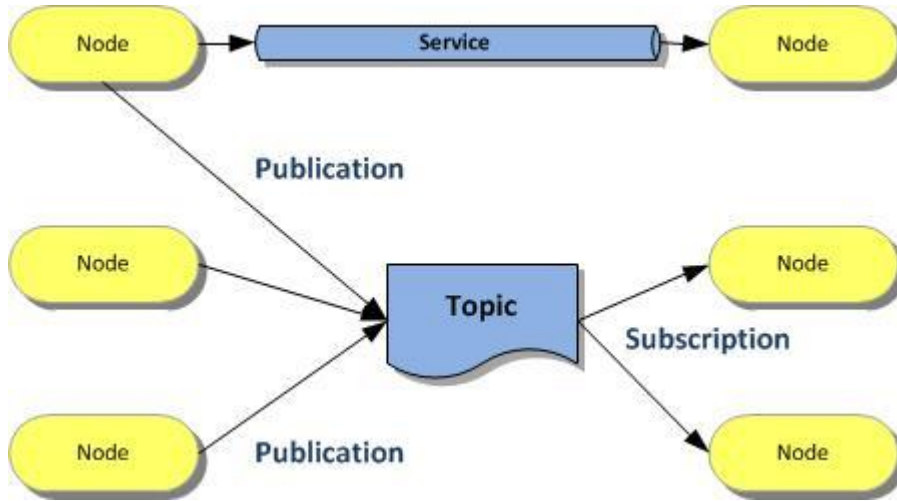 Node
Service
Node
Publication
Node
Topic
Node
Subscription
Node
Publication
Node